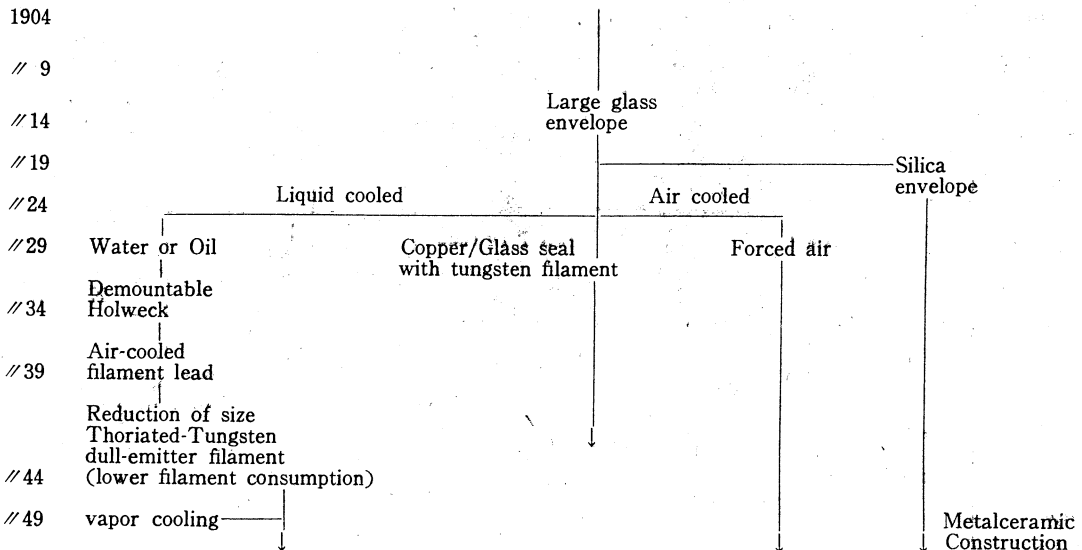 1904
〃 9
Large glass
envelope
〃14
〃19
Silica
envelope
Liquid cooled
Air cooled
〃24
〃29
Water or Oil
Copper/Glass seal
with tungsten filament
Forced air
Demountable
Holweck
〃34
Air-cooled
filament lead
〃39
Reduction of size
Thoriated-Tungsten
dull-emitter filament
(lower filament consumption)
〃44
〃49
vapor cooling
Metalceramic
Construction